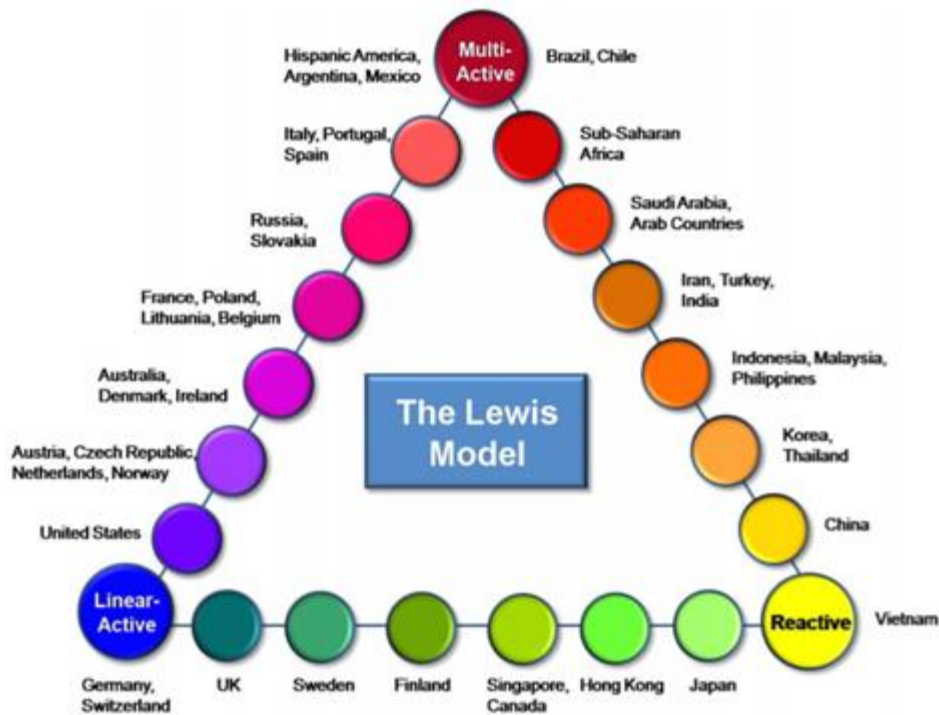 Hispanic America,
Argentina, Mexico
Multi-
Active
Brazil, Chile
Italy, Portugal,
Spain
Sub-Saharan
Africa
Russia,
Slovakia
Saudi Arabia,
Arab Countries
France, Poland,
Lithuania, Belgium
Iran, Turkey,
India
Australia,
Denmark, Ireland
Indonesia, Malaysia,
Philippines
The Lewis
Model
Austria, Czech Republic,
Netherlands, Norway
Korea,
Thailand
United States
China
Linear-
Active
Reactive
Vietnam
Germany,
Switzerland
UK
Sweden
Finland
Singapore,
Canada
Hong Kong
Japan